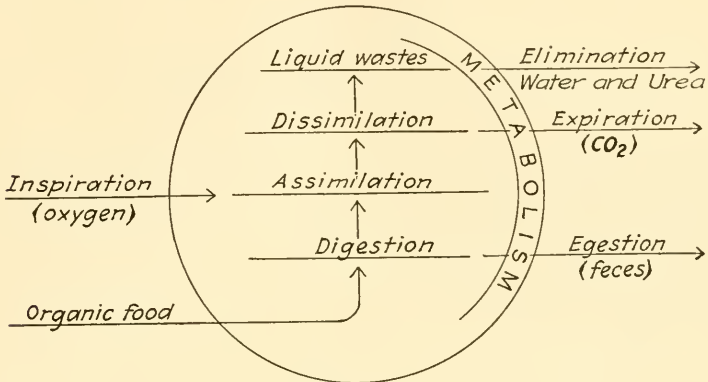 Liquid wastes
Elimination
Water and Urea
Dissimilation
Expiration
(CO₂)
Inspiration
(oxygen)
Assimilation
Digestion
Egestion
(feces)
Organic food
METABOLISM